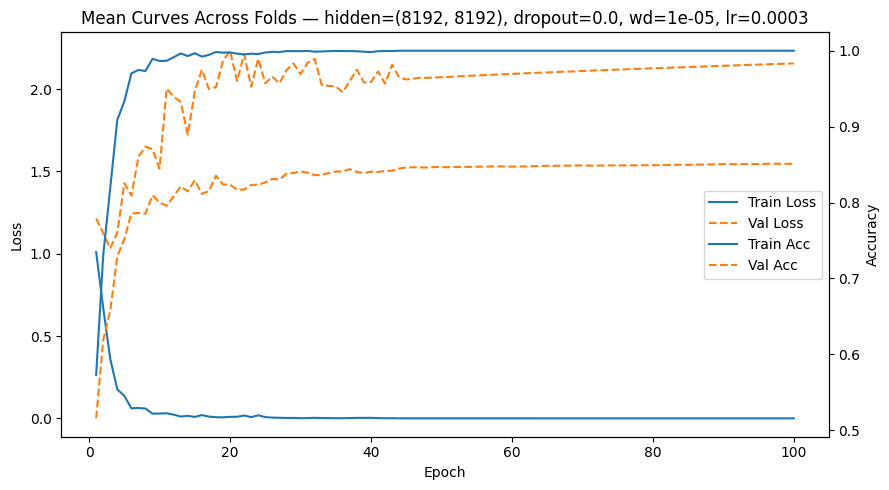 Mean Curves Across Folds — hidden=(8192, 8192), dropout=0.0, wd=1e-05, lr=0.0003
2.0
1.5
1.0
0.5
0.0
Loss
1.0
0.9
0.8
0.7
0.6
0.5
Accuracy
Train Loss
Val Loss
Train Acc
Val Acc
0 20 40 60 80 100
Epoch